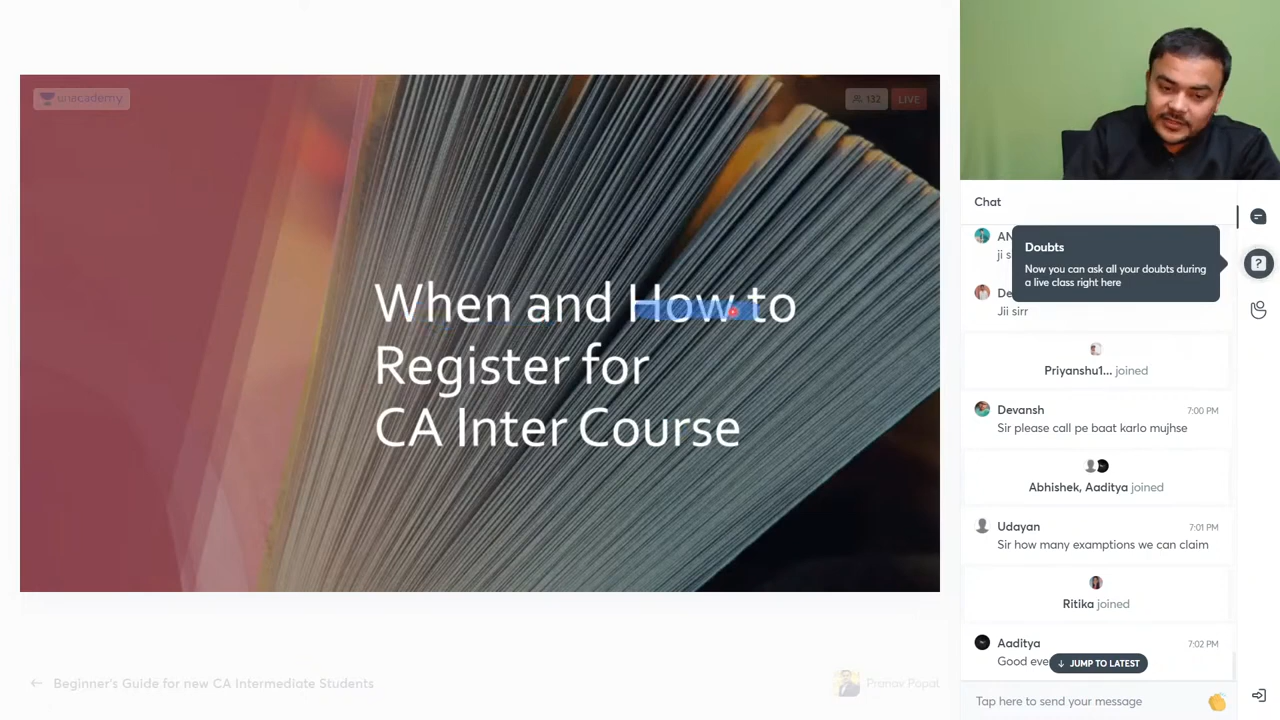 unacademy
132
LIVE
When and How to
Register for
CA Inter Course
Beginner's Guide for new CA Intermediate Students
Pranav Popat
Chat
AN
ji s
Doubts
Now you can ask all your doubts during
a live class right here
De
Jii sirr
Priyanshu1... joined
Devansh 7:00 PM
Sir please call pe baat karlo mujhse
Abhishek, Aaditya joined
Udayan 7:01 PM
Sir how many examptions we can claim
Ritika joined
Aaditya 7:02 PM
Good eve
JUMP TO LATEST
Tap here to send your message